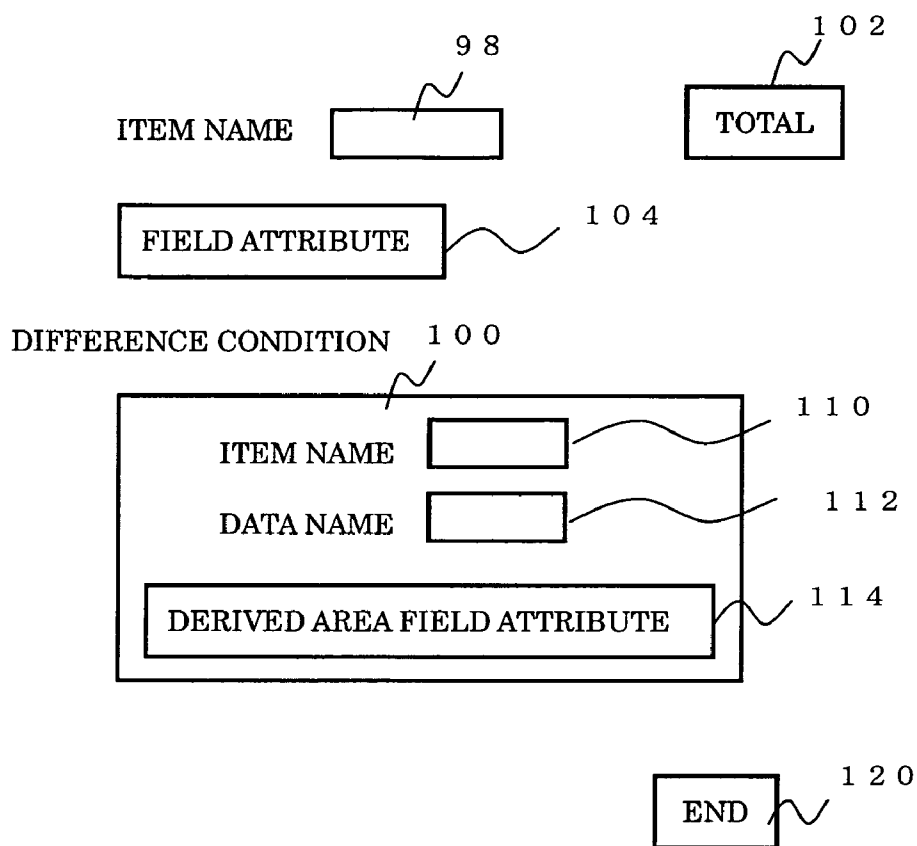 102
98
ITEM NAME
TOTAL
104
FIELD ATTRIBUTE
DIFFERENCE CONDITION
100
110
ITEM NAME
112
DATA NAME
114
DERIVED AREA FIELD ATTRIBUTE
120
END